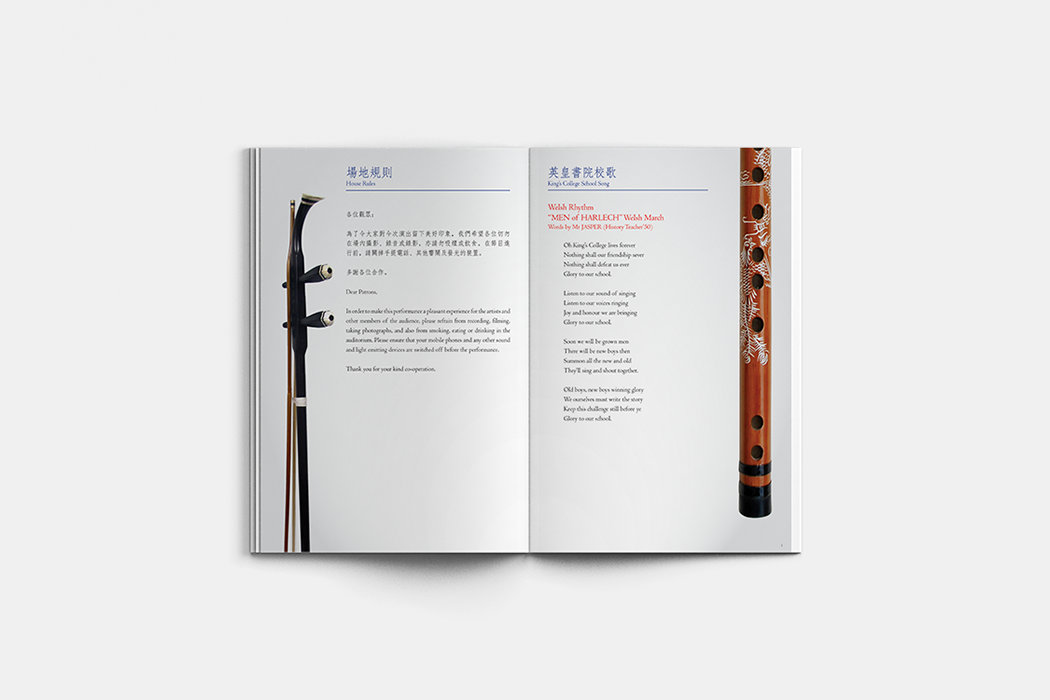 場地規則
House Rules
各位觀眾：
為了令大家對今次演出留下美好印象，我們希望各位切勿
在場內攝影、錄音或錄影，亦請勿吸煙或飲食。在節目進
行前，請關掉手提電話、其他響鬧及發光的裝置。
多謝各位合作。
Dear Patrons,
In order to make this performance a pleasant experience for the artists and
other members of the audience, please refrain from recording, filming,
taking photographs, and also from smoking, eating or drinking in the
auditorium. Please ensure that your mobile phones and any other sound
and light emitting devices are switched off before the performance.
Thank you for your kind co-operation.
英皇書院校歌
King's College School Song
Welsh Rhythm
"MEN of HARLECH" Welsh March
Words by Mr JASPER (History Teacher'30)
Oh King's College lives forever
Nothing shall our friendship sever
Nothing shall defeat us ever
Glory to our school.
Listen to our sound of singing
Listen to our voices ringing
Joy and honour we are bringing
Glory to our school.
Soon we will be grown men
There will be new boys then
Summon all the new and old
They'll sing and shout together.
Old boys, new boys winning glory
We ourselves must write the story
Keep this challenge still before ye
Glory to our school.